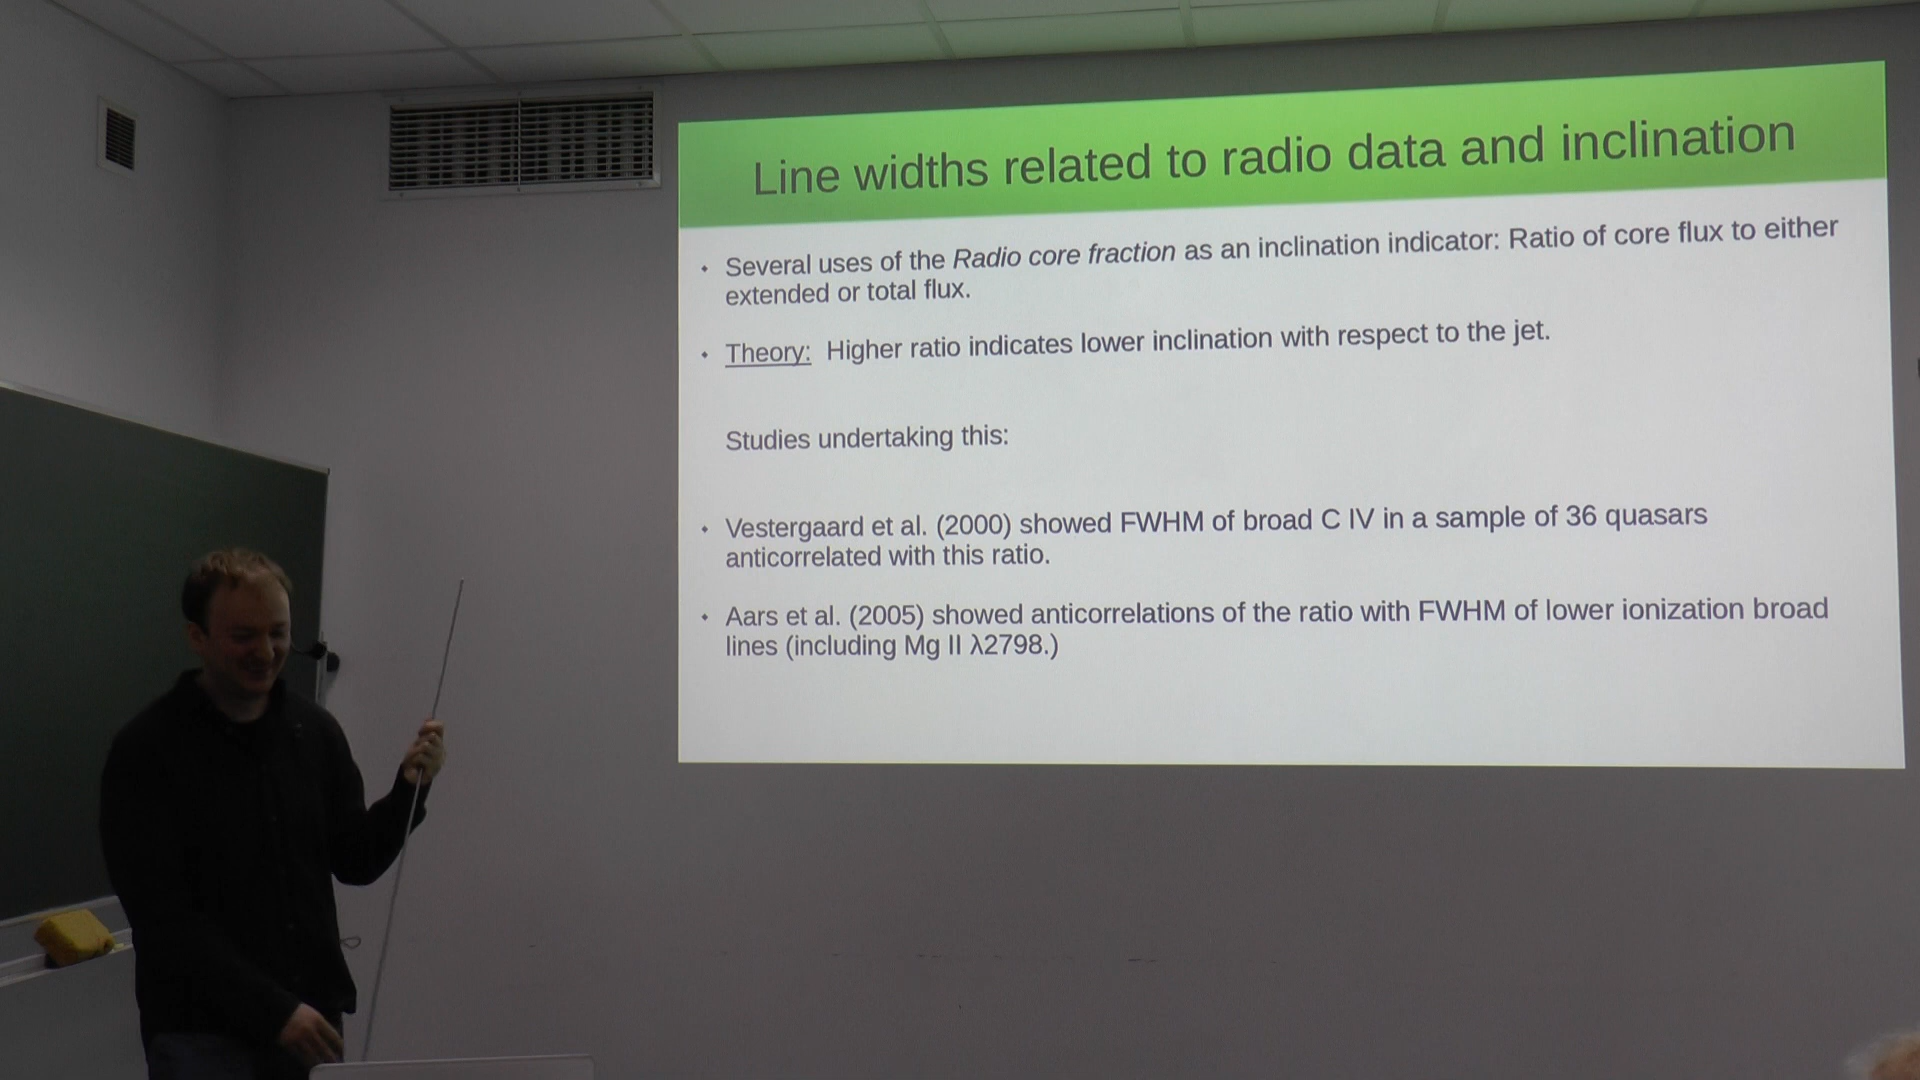 Line widths related to radio data and inclination
• Several uses of the Radio core fraction as an inclination indicator: Ratio of core flux to either
extended or total flux.
• Theory: Higher ratio indicates lower inclination with respect to the jet.
Studies undertaking this:
• Vestergaard et al. (2000) showed FWHM of broad C IV in a sample of 36 quasars
anticorrelated with this ratio.
• Aars et al. (2005) showed anticorrelations of the ratio with FWHM of lower ionization broad
lines (including Mg II λ2798.)